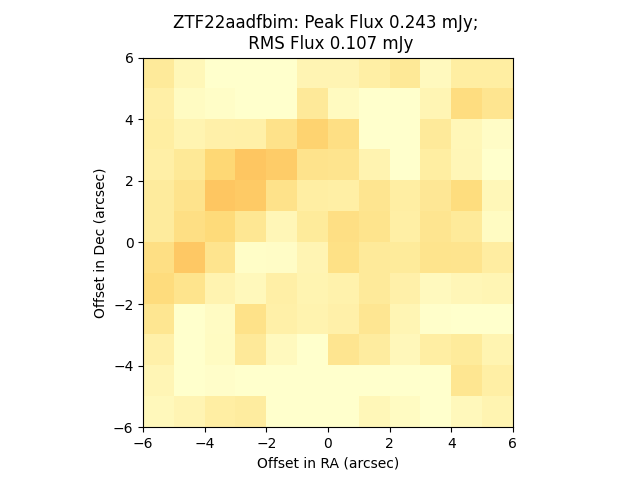 ZTF22aadfbim: Peak Flux 0.243 mJy;
RMS Flux 0.107 mJy
6
4
2
0
−2
−4
−6
Offset in Dec (arcsec)
−6 −4 −2 0 2 4 6
Offset in RA (arcsec)